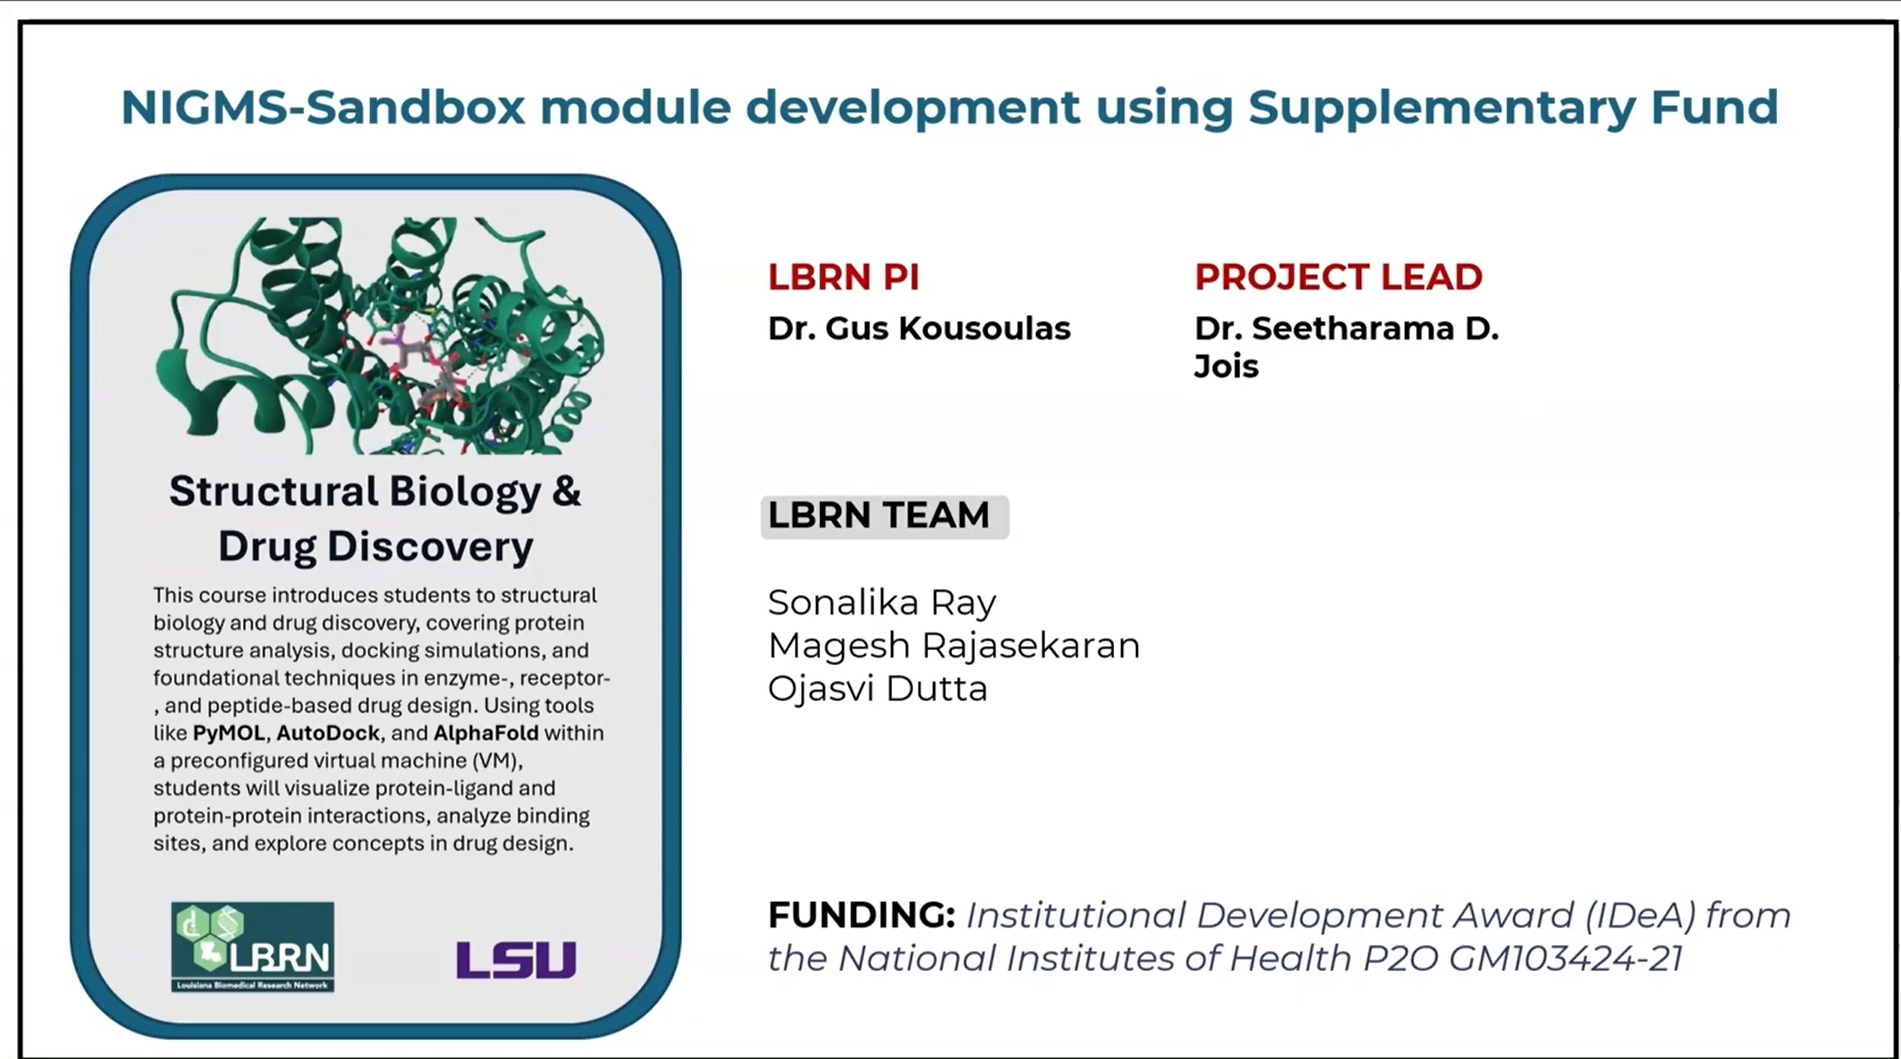 NIGMS-Sandbox module development using Supplementary Fund
Structural Biology &
Drug Discovery
This course introduces students to structural
biology and drug discovery, covering protein
structure analysis, docking simulations, and
foundational techniques in enzyme-, receptor-
, and peptide-based drug design. Using tools
like PyMOL, AutoDock, and AlphaFold within
a preconfigured virtual machine (VM),
students will visualize protein-ligand and
protein-protein interactions, analyze binding
sites, and explore concepts in drug design.
LBRN
Louisiana Biomedical Research Network
LSU
LBRN PI
Dr. Gus Kousoulas
PROJECT LEAD
Dr. Seetharama D.
Jois
LBRN TEAM
Sonalika Ray
Magesh Rajasekaran
Ojasvi Dutta
FUNDING: Institutional Development Award (IDeA) from
the National Institutes of Health P2O GM103424-21